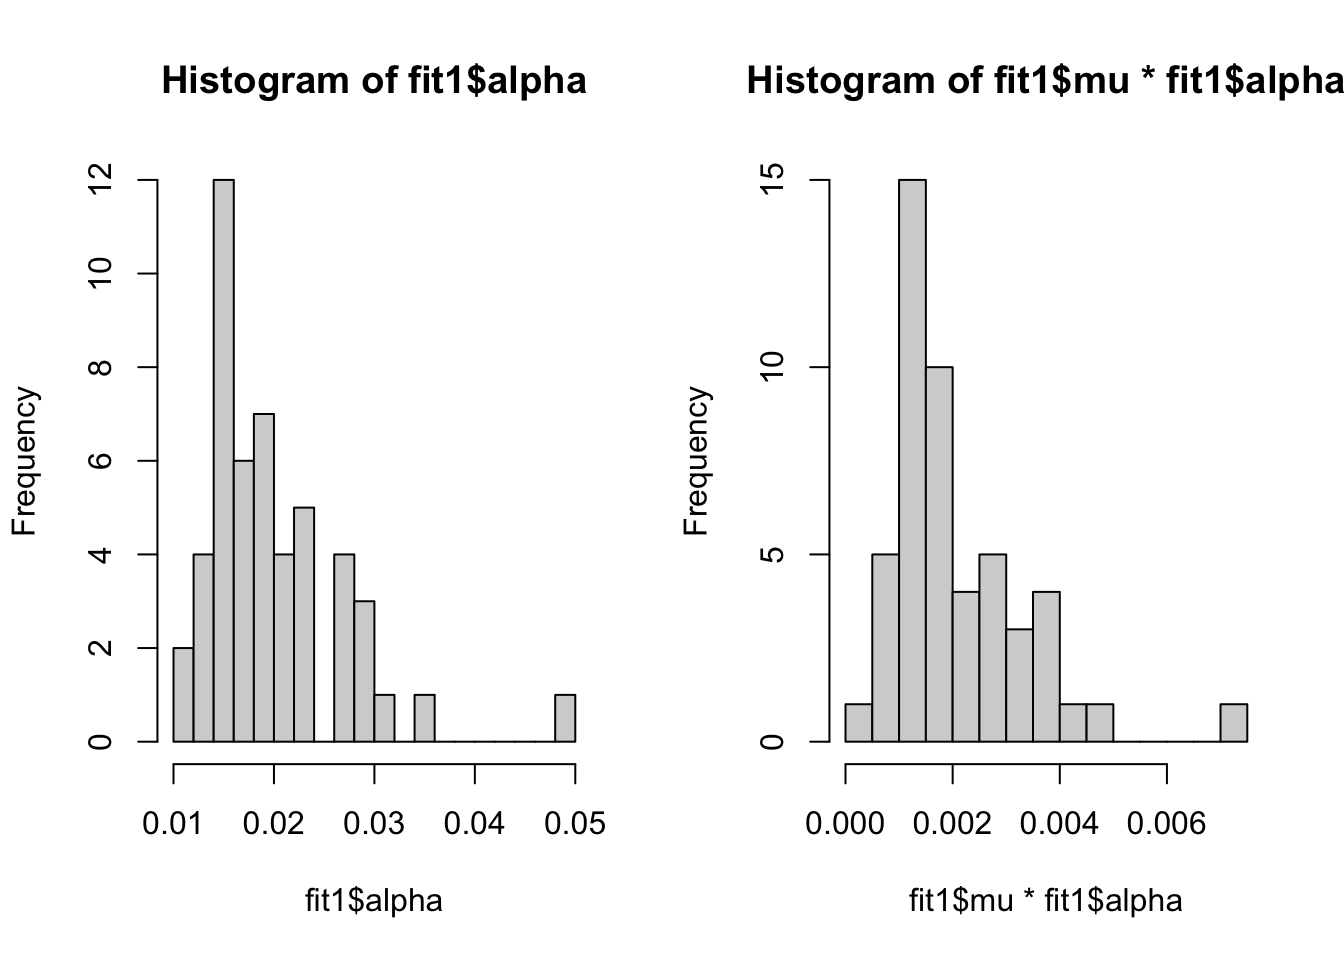 Histogram of fit1$alpha
Frequency
12
10
8
6
4
2
0
0.01 0.02 0.03 0.04 0.05
fit1$alpha
Histogram of fit1$mu * fit1$alpha
Frequency
15
10
5
0
0.000 0.002 0.004 0.006
fit1$mu * fit1$alpha